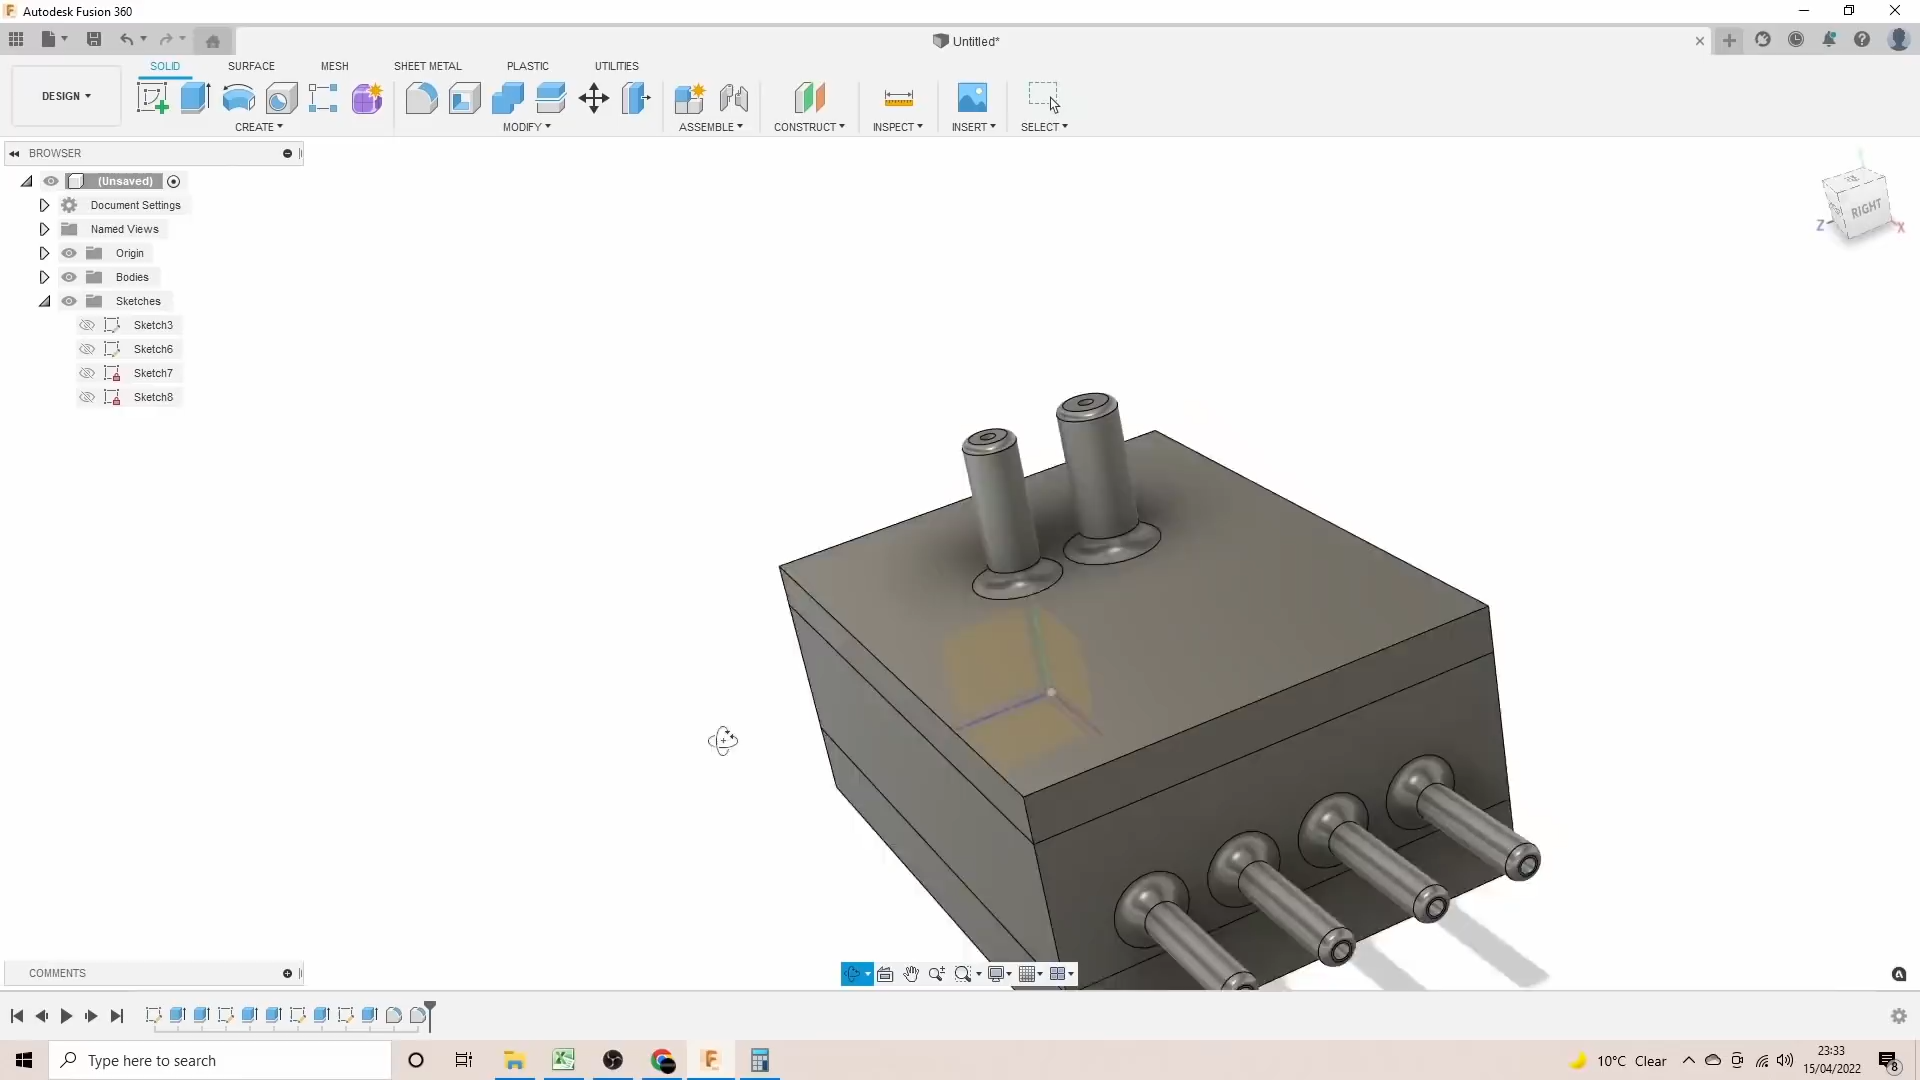 Autodesk Fusion 360
Untitled*
SOLID SURFACE MESH SHEET METAL PLASTIC UTILITIES
DESIGN
CREATE MODIFY ASSEMBLE CONSTRUCT INSPECT INSERT SELECT
BROWSER
(Unsaved)
Document Settings
Named Views
Origin
Bodies
Sketches
Sketch3
Sketch6
Sketch7
Sketch8
RIGHT
Z
X
COMMENTS
Type here to search
10°C Clear
23:33
15/04/2022
8